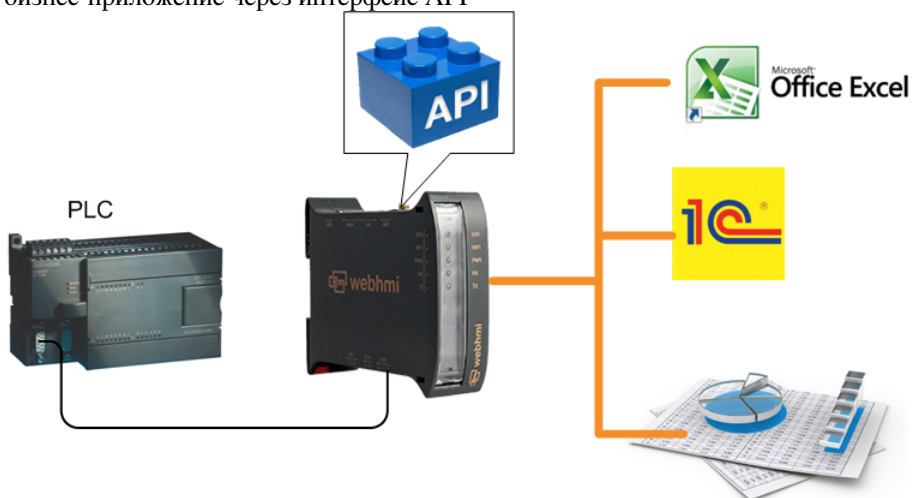 бизнес-приложение через интерфейс API
API
Microsoft
Office Excel
PLC
1С
webhmi
webhmi